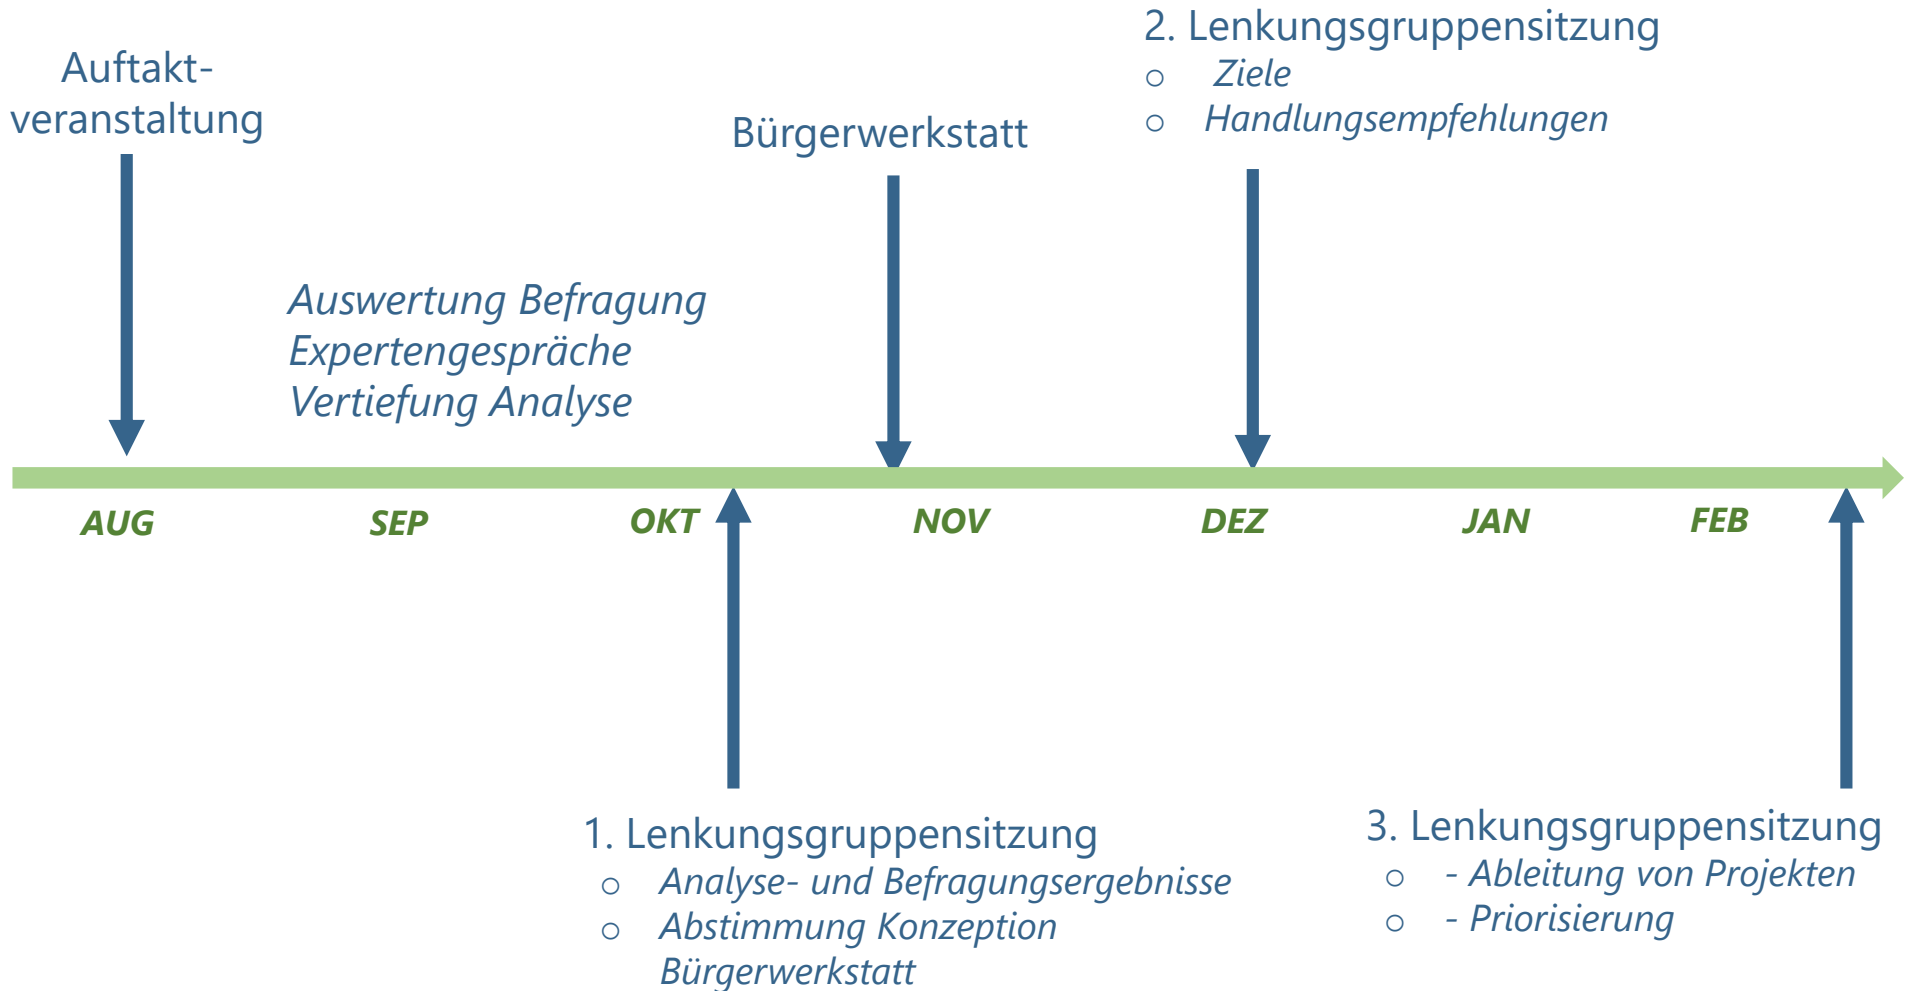 2. Lenkungsgruppensitzung
○ Ziele
○ Handlungsempfehlungen
Auftakt-
veranstaltung
Bürgerwerkstatt
Auswertung Befragung
Expertengespräche
Vertiefung Analyse
AUG SEP OKT NOV DEZ JAN FEB
1. Lenkungsgruppensitzung
○ Analyse- und Befragungsergebnisse
○ Abstimmung Konzeption
Bürgerwerkstatt
3. Lenkungsgruppensitzung
○ - Ableitung von Projekten
○ - Priorisierung